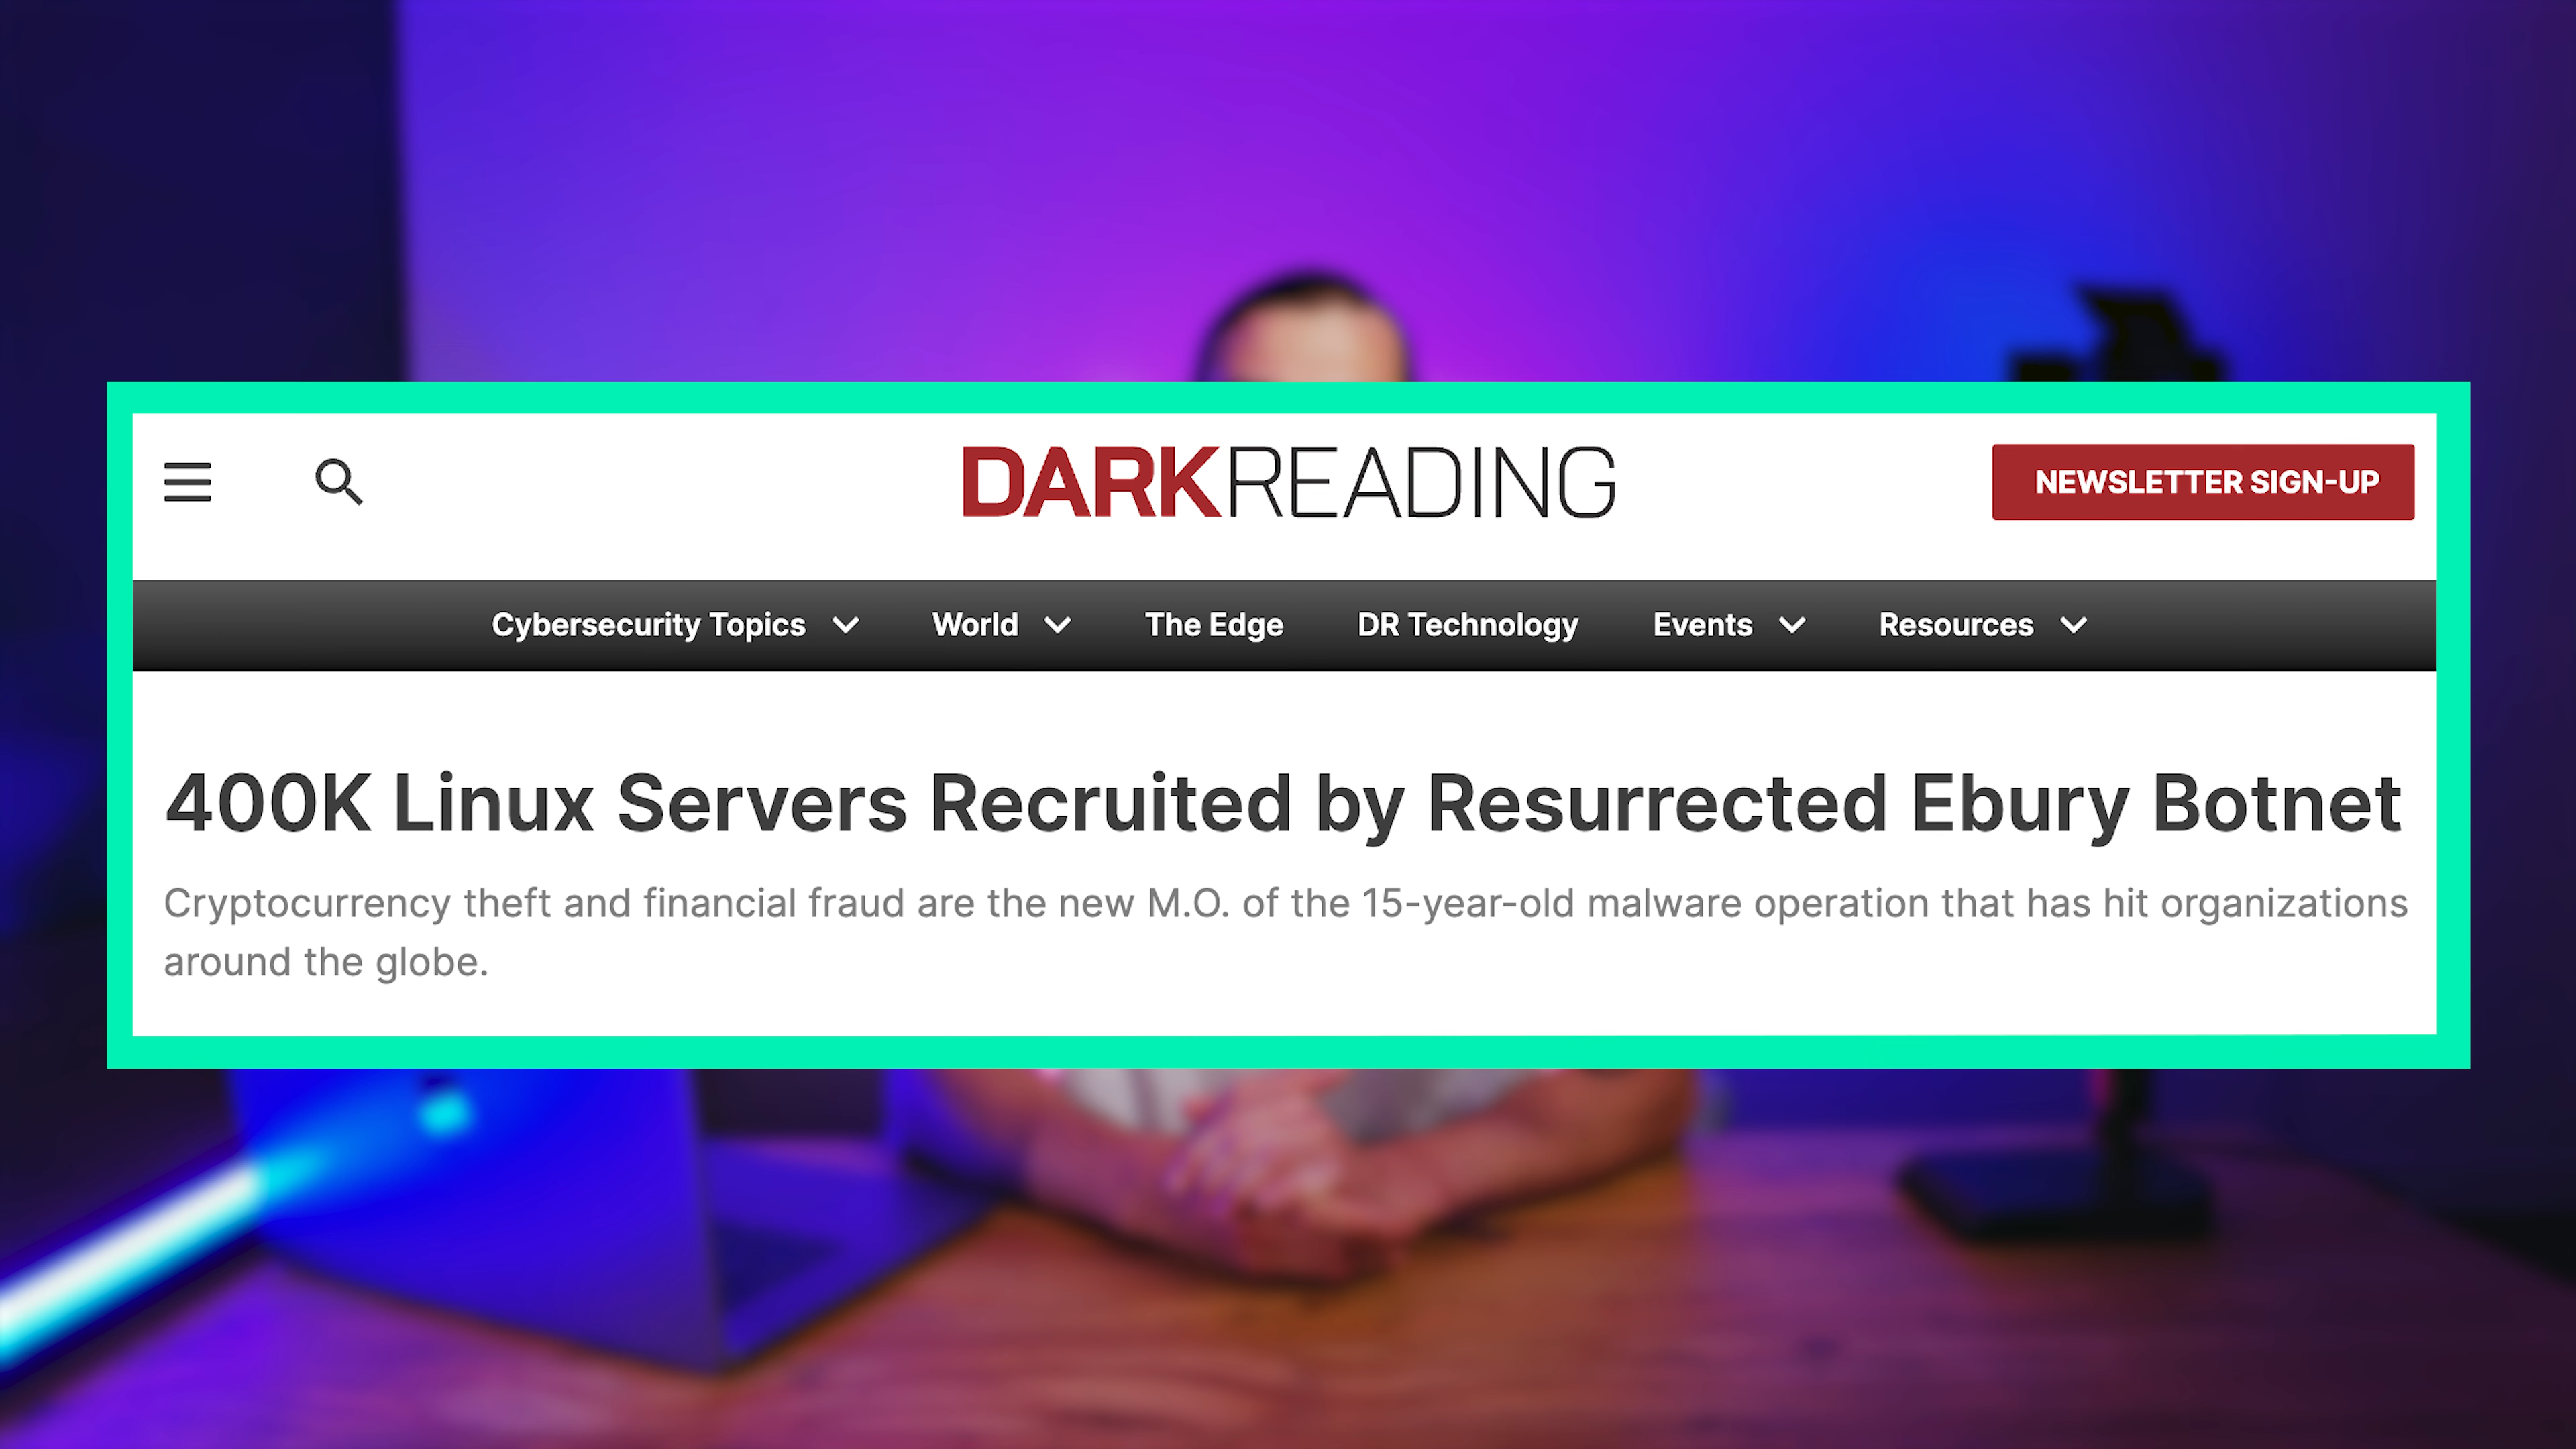 DARKREADING
NEWSLETTER SIGN-UP
Cybersecurity Topics World The Edge DR Technology Events Resources
400K Linux Servers Recruited by Resurrected Ebury Botnet
Cryptocurrency theft and financial fraud are the new M.O. of the 15-year-old malware operation that has hit organizations
around the globe.